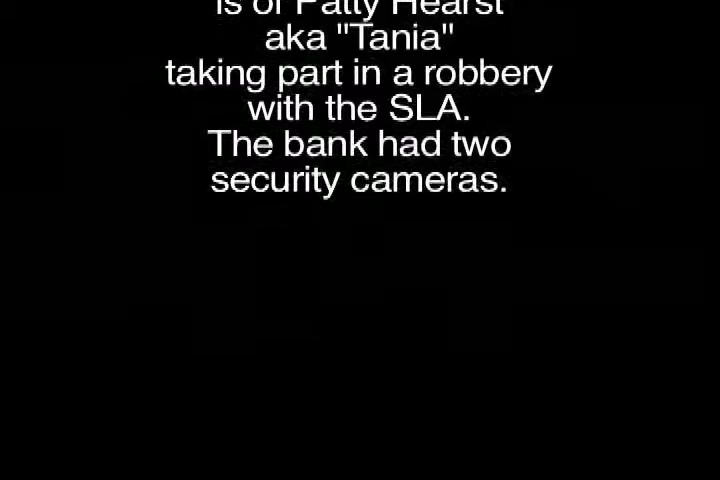 is of Patty Hearst
aka "Tania"
taking part in a robbery
with the SLA.
The bank had two
security cameras.